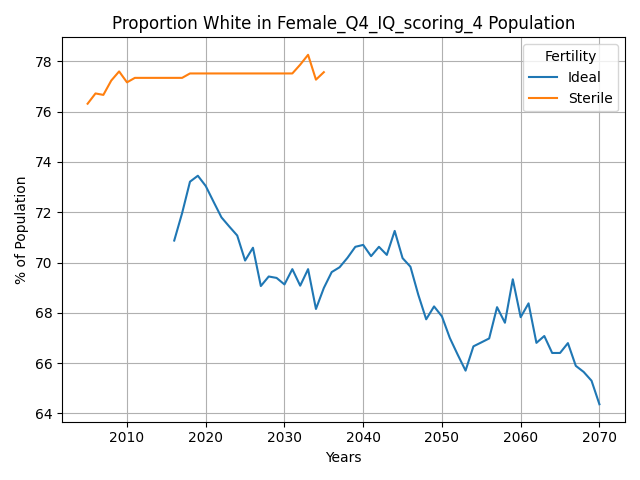 Proportion White in Female_Q4_IQ_scoring_4 Population
Fertility
Ideal
Sterile
% of Population
78
76
74
72
70
68
66
64
2010
2020
2030
2040
2050
2060
2070
Years